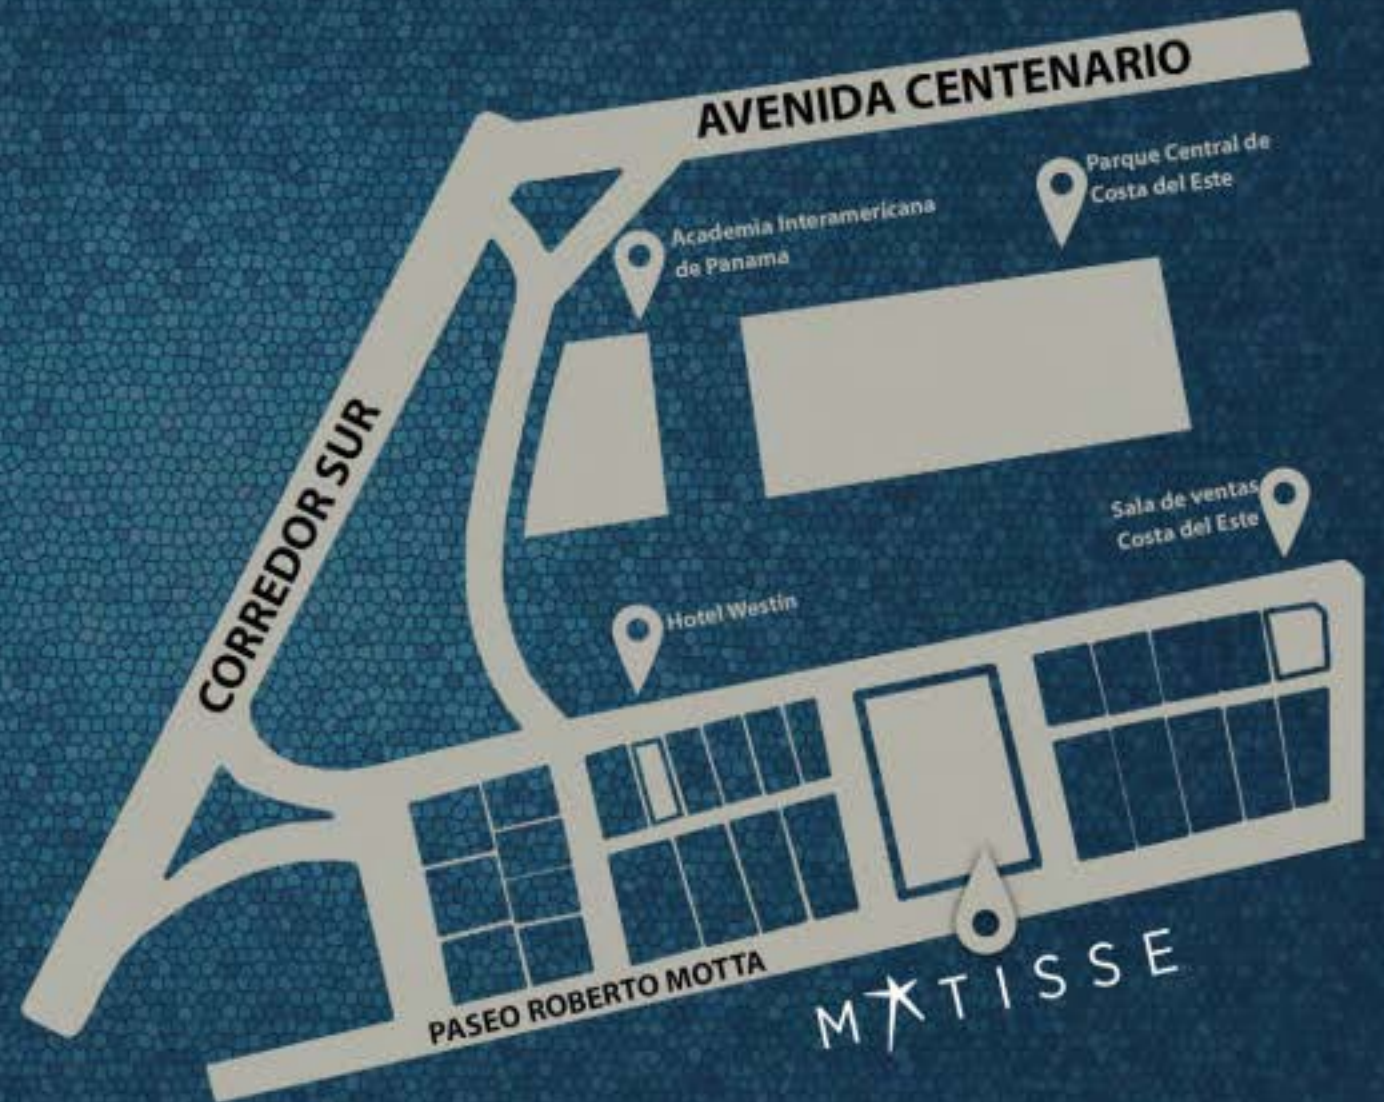 AVENIDA CENTENARIO
Parque Central de
Costa del Este
Academia Interamericana
de Panama
CORREDOR SUR
Sala de ventas
Costa del Este
Hotel Westin
PASEO ROBERTO MOTTA
MATISSE